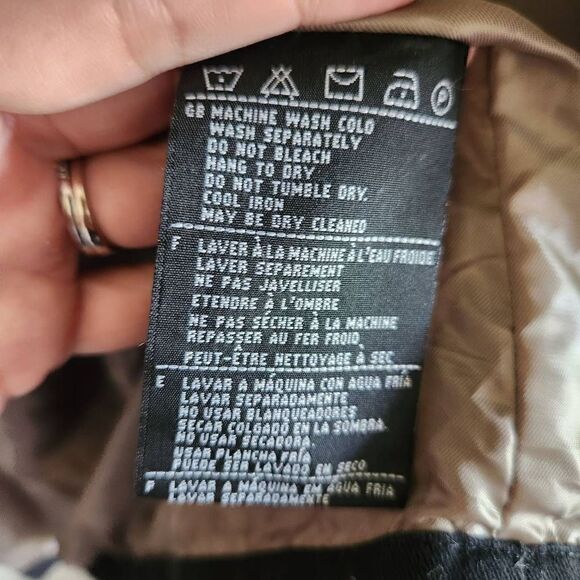 P
GB MACHINE WASH COLD
WASH SEPARATELY
DO NOT BLEACH
HANG TO DRY
DO NOT TUMBLE DRY.
COOL IRON
MAY BE DRY CLEANED
F LAVER À LA MACHINE À L'EAU FROIDE
LAVER SEPAREMENT
NE PAS JAVELLISER
ETENDRE À L'OMBRE
NE PAS SÉCHER À LA MACHINE
REPASSER AU FER FROID.
PEUT-ÊTRE NETTOYAGE À SEC.
E LAVAR A MÁQUINA CON AGUA FRÍA
LAVAR SEPARADAMENTE
NO USAR BLANQUEADORES
SECAR COLGADO EN LA SOMBRA.
NO USAR SECADORA.
USAR PLANCHA FRÍA
PUEDE SER LAVADO EN SECO.
P LAVAR A MÁQUINA EM AGUA FRIA
LAVAR SEPARADAMENTE